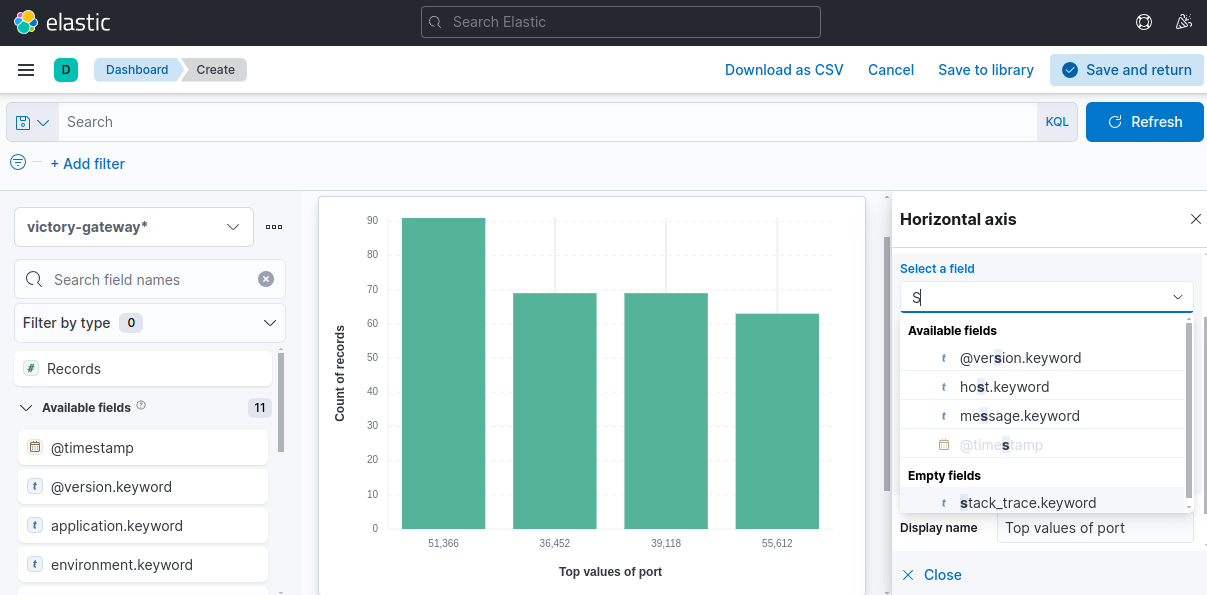 elastic
Search Elastic
D
Dashboard
Create
Download as CSV
Cancel
Save to library
Save and return
Search
KQL
Refresh
+ Add filter
victory-gateway*
Search field names
Filter by type 0
# Records
Available fields ? 11
@timestamp
t @version.keyword
t application.keyword
t environment.keyword
Count of records
90
80
70
60
50
40
30
20
10
0
51,366
36,452
39,118
55,612
Top values of port
Horizontal axis
Select a field
S
Available fields
t @version.keyword
t host.keyword
t message.keyword
@timestamp
Empty fields
t stack_trace.keyword
Display name
Top values of port
Close